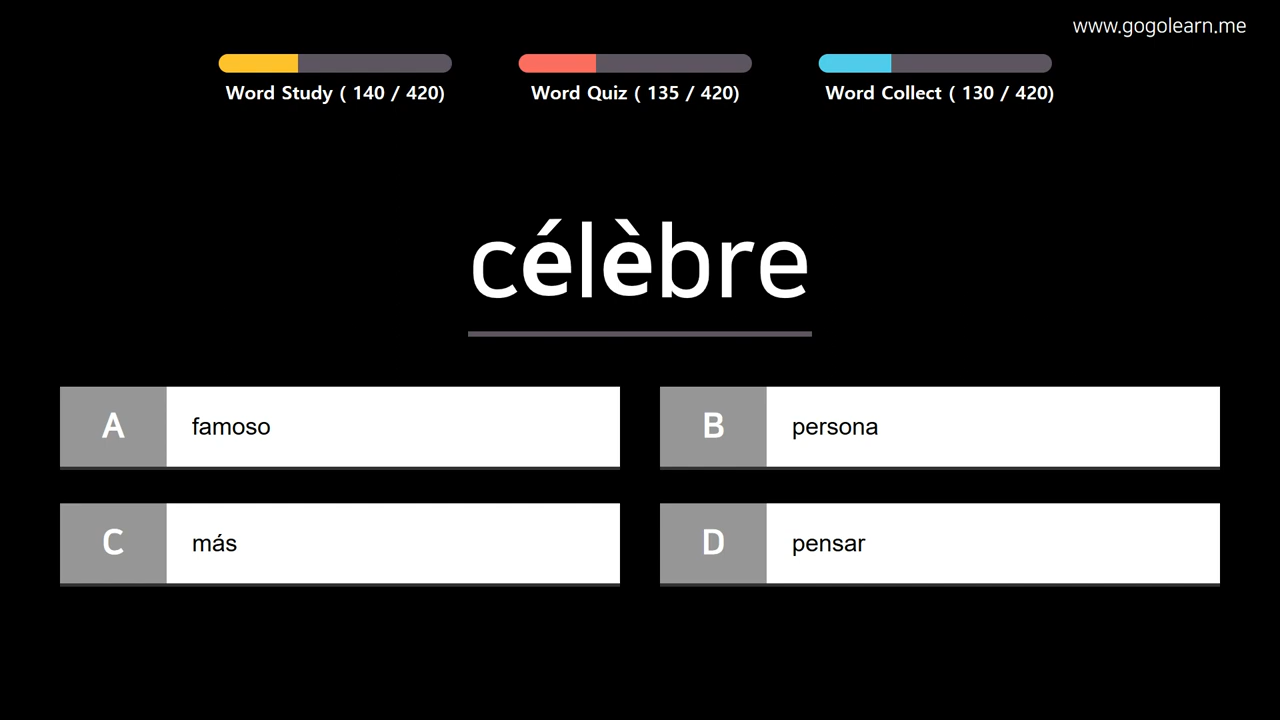 www.gogolearn.me
Word Study ( 140 / 420)
Word Quiz ( 135 / 420)
Word Collect ( 130 / 420)
célèbre
A famoso
B persona
C más
D pensar